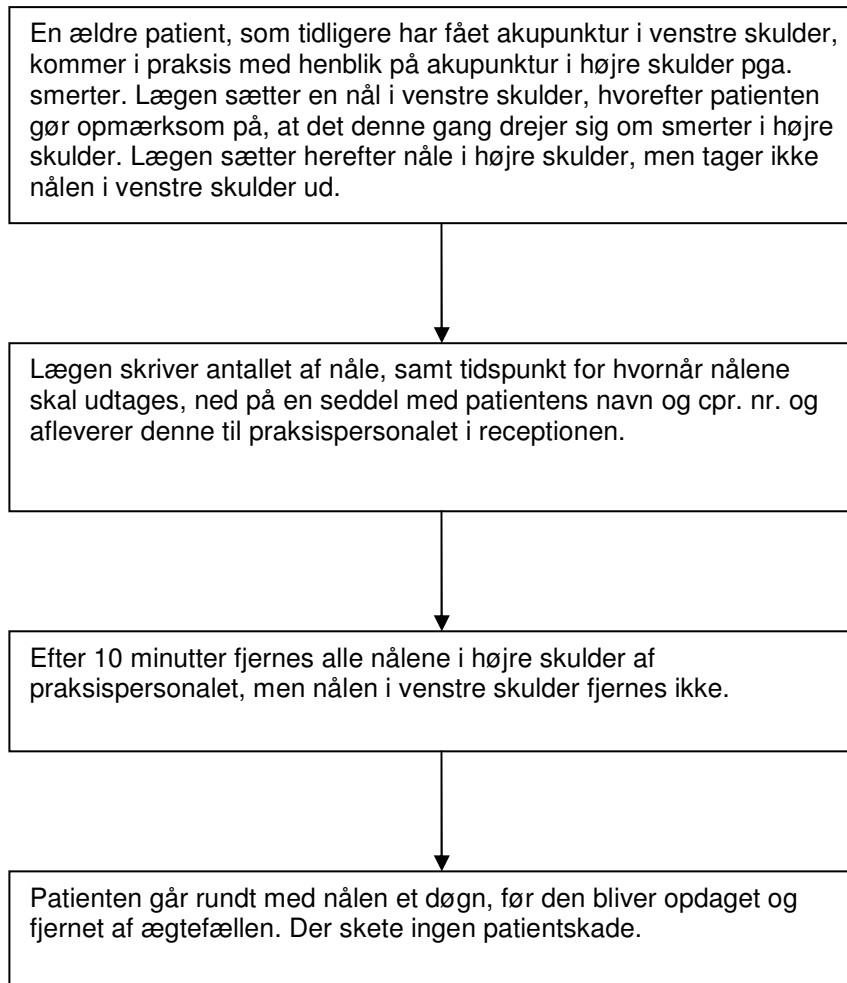 En ældre patient, som tidligere har fået akupunktur i venstre skulder,
kommer i praksis med henblik på akupunktur i højre skulder pga.
smerter. Lægen sætter en nål i venstre skulder, hvorefter patienten
gør opmærksom på, at det denne gang drejer sig om smerter i højre
skulder. Lægen sætter herefter nåle i højre skulder, men tager ikke
nålen i venstre skulder ud.
Lægen skriver antallet af nåle, samt tidspunkt for hvornår nålene
skal udtages, ned på en seddel med patientens navn og cpr. nr. og
afleverer denne til praksispersonalet i receptionen.
Efter 10 minutter fjernes alle nålene i højre skulder af
praksispersonalet, men nålen i venstre skulder fjernes ikke.
Patienten går rundt med nålen et døgn, før den bliver opdaget og
fjernet af ægtefællen. Der skete ingen patientskade.